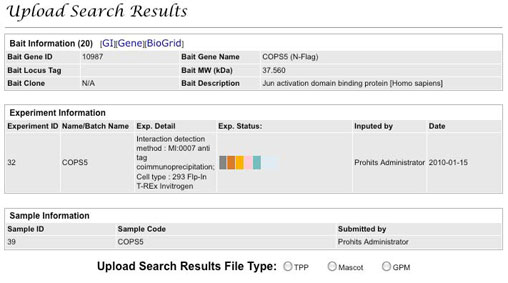 Upload Search Results
Bait Information (20) [GI][Gene][BioGrid]
Bait Gene ID 10987 Bait Gene Name COPS5 (N-Flag)
Bait Locus Tag Bait MW (kDa) 37.560
Bait Clone N/A Bait Description Jun activation domain binding protein [Homo sapiens]
Experiment Information
Experiment ID Name/Batch Name Exp. Detail Exp. Status: Inputed by Date
Interaction detection
method : MI:0007 anti
tag
32 COPS5 coimmunoprecipitation; Prohits Administrator 2010-01-15
Cell type : 293 Flp-In
T-REx Invitrogen
Sample Information
Sample ID Sample Code Submitted by
39 COPS5 Prohits Administrator
Upload Search Results File Type: TPP Mascot GPM